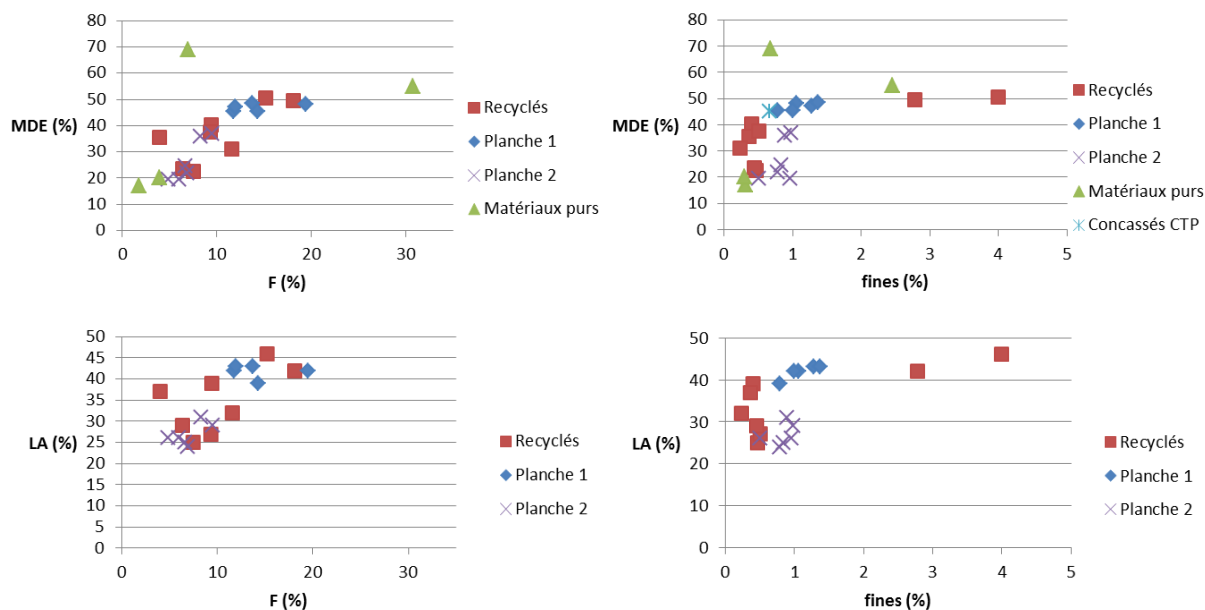 80
70
60
50
40
30
20
10
0
MDE (%)
0 10 20 30
F (%)
Recyclés
Planche 1
Planche 2
Matériaux purs
80
70
60
50
40
30
20
10
0
MDE (%)
0 1 2 3 4 5
fines (%)
Recyclés
Planche 1
Planche 2
Matériaux purs
Concassés CTP
50
45
40
35
30
25
20
15
10
5
0
LA (%)
0 10 20 30
F (%)
Recyclés
Planche 1
Planche 2
50
40
30
20
10
0
LA (%)
0 1 2 3 4 5
fines (%)
Recyclés
Planche 1
Planche 2